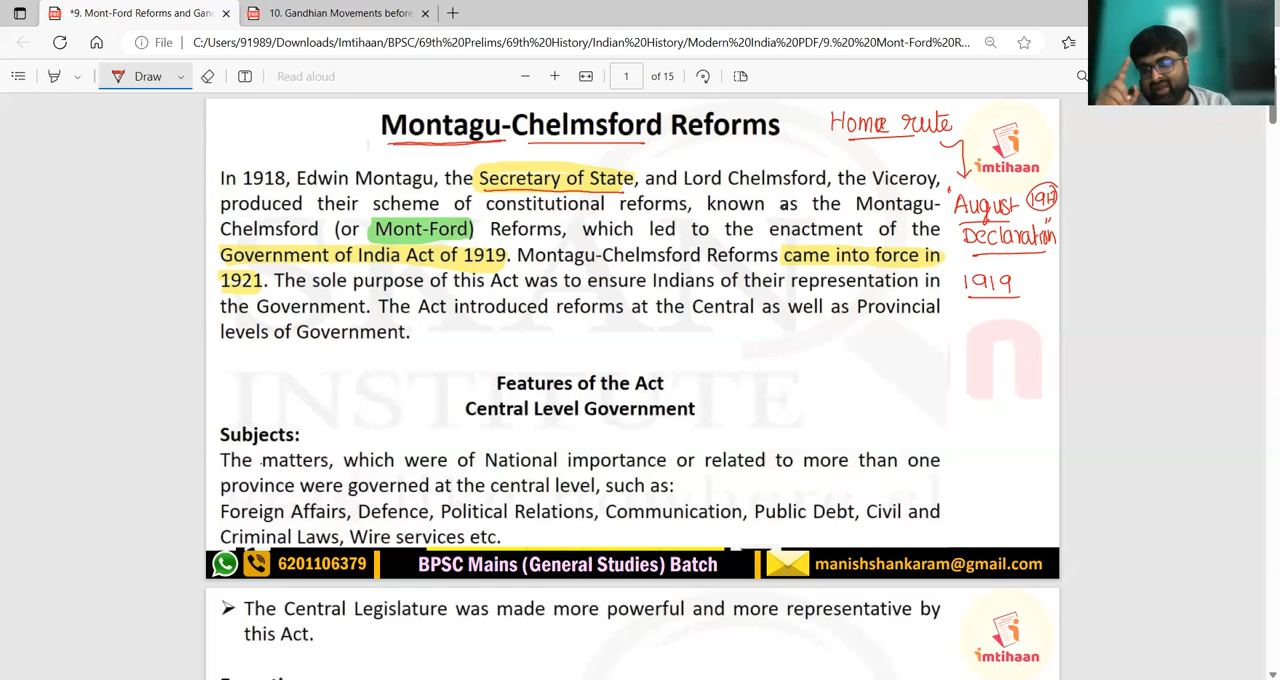 *9. Mont-Ford Reforms and Gan
10. Gandhian Movements before
File
C:/Users/91989/Downloads/Imtihaan/BPSC/69th%20Prelims/69th%20History/Indian%20History/Modern%20India%20PDF/9.%20%20Mont-Ford%20R...
Draw
Read aloud
1 of 15
Montagu-Chelmsford Reforms
Home rule
imtihaan
In 1918, Edwin Montagu, the Secretary of State, and Lord Chelmsford, the Viceroy,
produced their scheme of constitutional reforms, known as the Montagu-
Chelmsford (or Mont-Ford) Reforms, which led to the enactment of the
Government of India Act of 1919. Montagu-Chelmsford Reforms came into force in
1921. The sole purpose of this Act was to ensure Indians of their representation in
the Government. The Act introduced reforms at the Central as well as Provincial
levels of Government.
"August 1917
Declaration"
1919
Features of the Act
Central Level Government
Subjects:
The matters, which were of National importance or related to more than one
province were governed at the central level, such as:
Foreign Affairs, Defence, Political Relations, Communication, Public Debt, Civil and
Criminal Laws, Wire services etc.
INSTITUTE
6201106379
BPSC Mains (General Studies) Batch
manishshankaram@gmail.com
➢ The Central Legislature was made more powerful and more representative by
this Act.
imtihaan